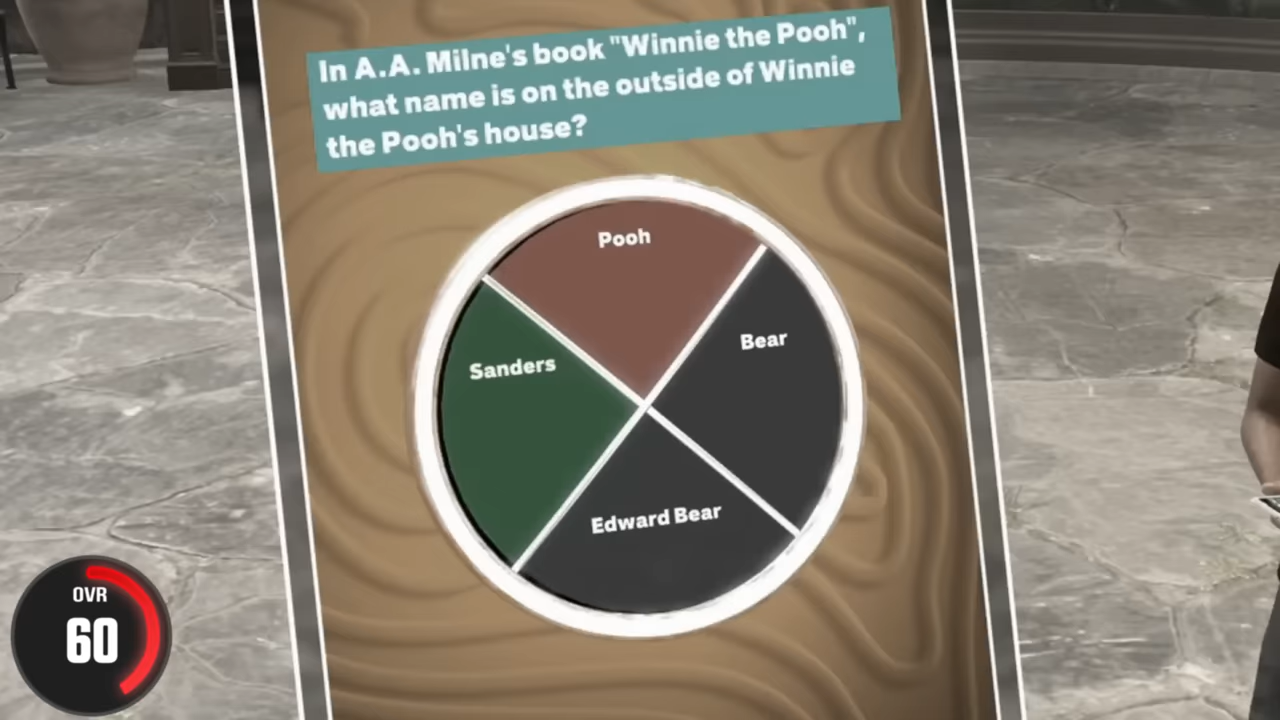 In A.A. Milne's book "Winnie the Pooh",
what name is on the outside of Winnie
the Pooh's house?
Pooh
Bear
Sanders
Edward Bear
OVR
60